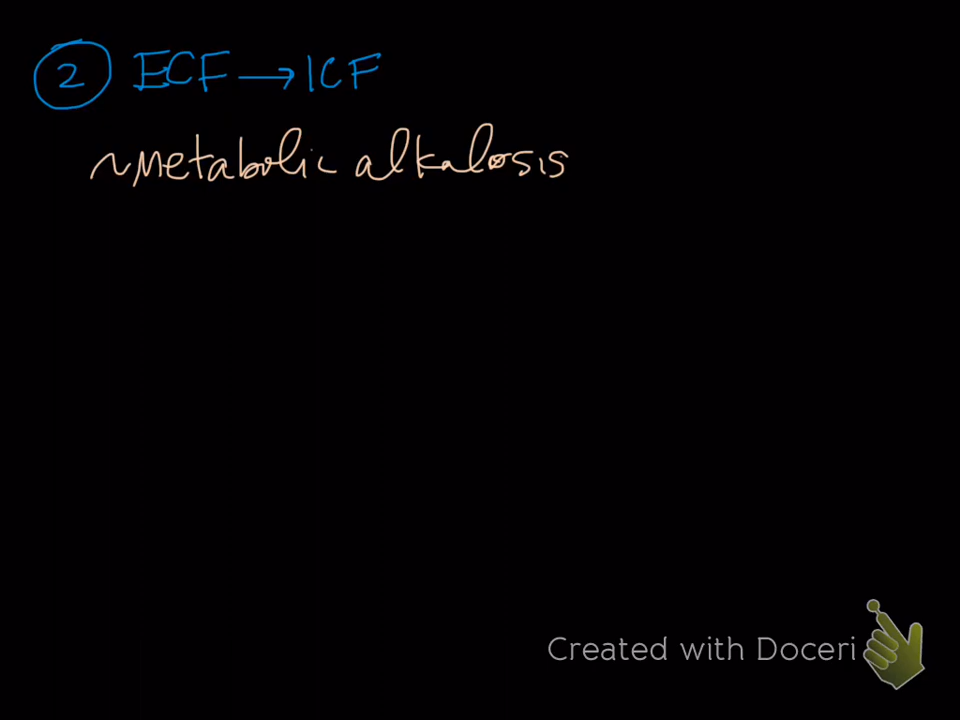 ② ECF → ICF
~Metabolic alkalosis
Created with Doceri